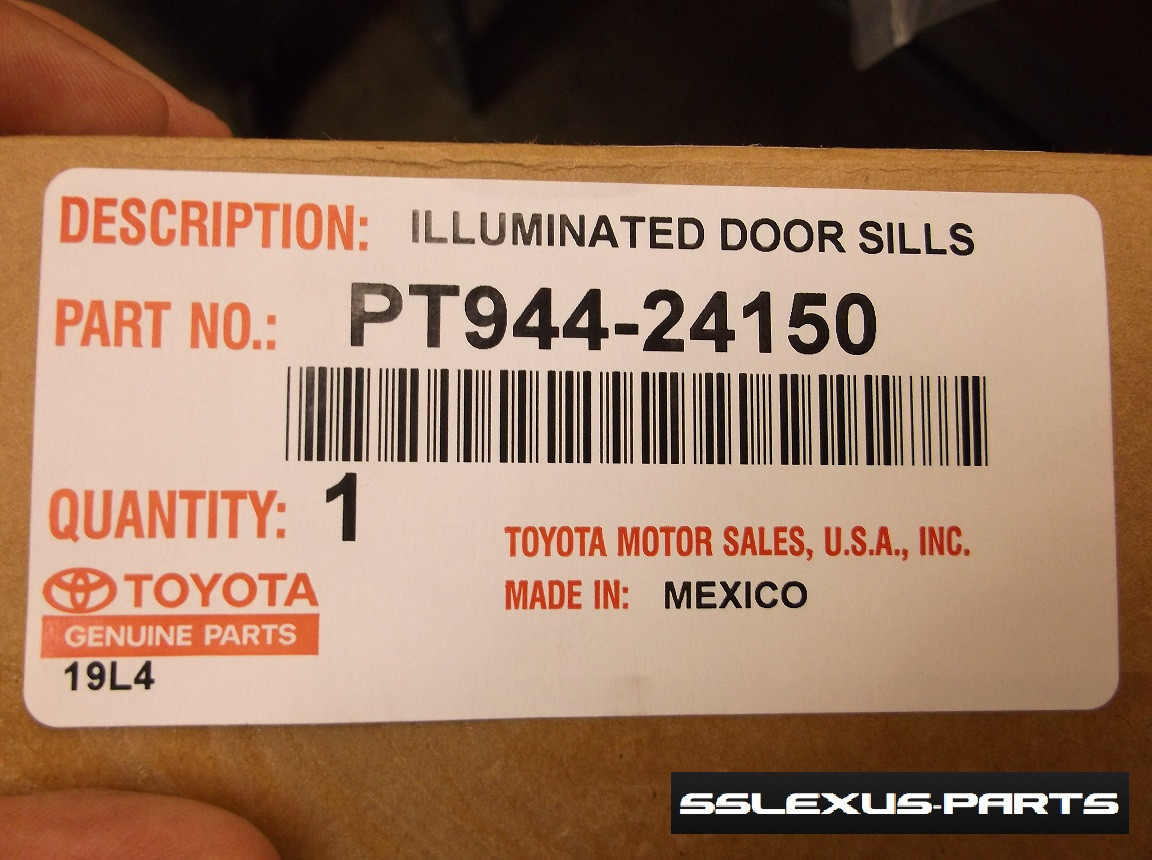 DESCRIPTION: ILLUMINATED DOOR SILLS
PART NO.: PT944-24150
QUANTITY: 1
TOYOTA MOTOR SALES, U.S.A., INC.
MADE IN: MEXICO
TOYOTA
GENUINE PARTS
19L4
SSLEXUS-PARTS